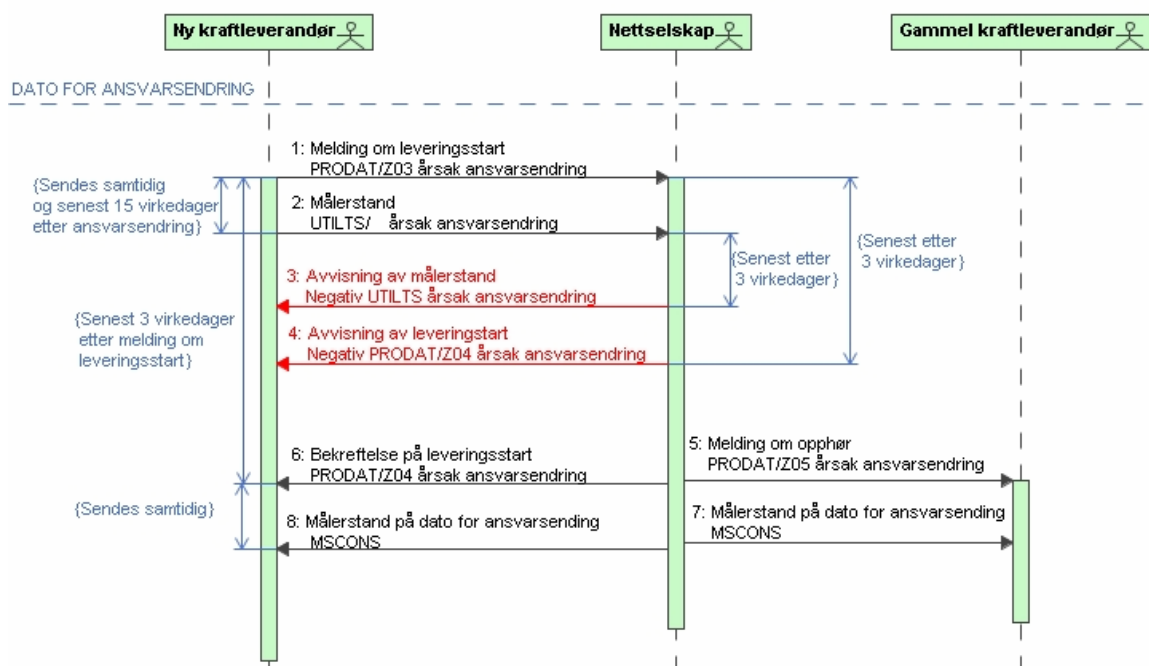 Ny kraftleverandør
Nettselskap
Gammel kraftleverandør
DATO FOR ANSVARSENDRING
1: Melding om leveringsstart
PRODAT/Z03 årsak ansvarsendring
{Sendes samtidig
og senest 15 virkedager
etter ansvarsendring}
2: Målerstand
UTILTS/ årsak ansvarsendring
{Senest etter
3 virkedager}
{Senest etter
3 virkedager}
3: Avvisning av målerstand
Negativ UTILTS årsak ansvarsendring
{Senest 3 virkedager
etter melding om
leveringsstart}
4: Avvisning av leveringstart
Negativ PRODAT/Z04 årsak ansvarsendring
5: Melding om opphør
PRODAT/Z05 årsak ansvarsendring
6: Bekreftelse på leveringsstart
PRODAT/Z04 årsak ansvarsendring
{Sendes samtidig}
7: Målerstand på dato for ansvarsending
MSCONS
8: Målerstand på dato for ansvarsending
MSCONS